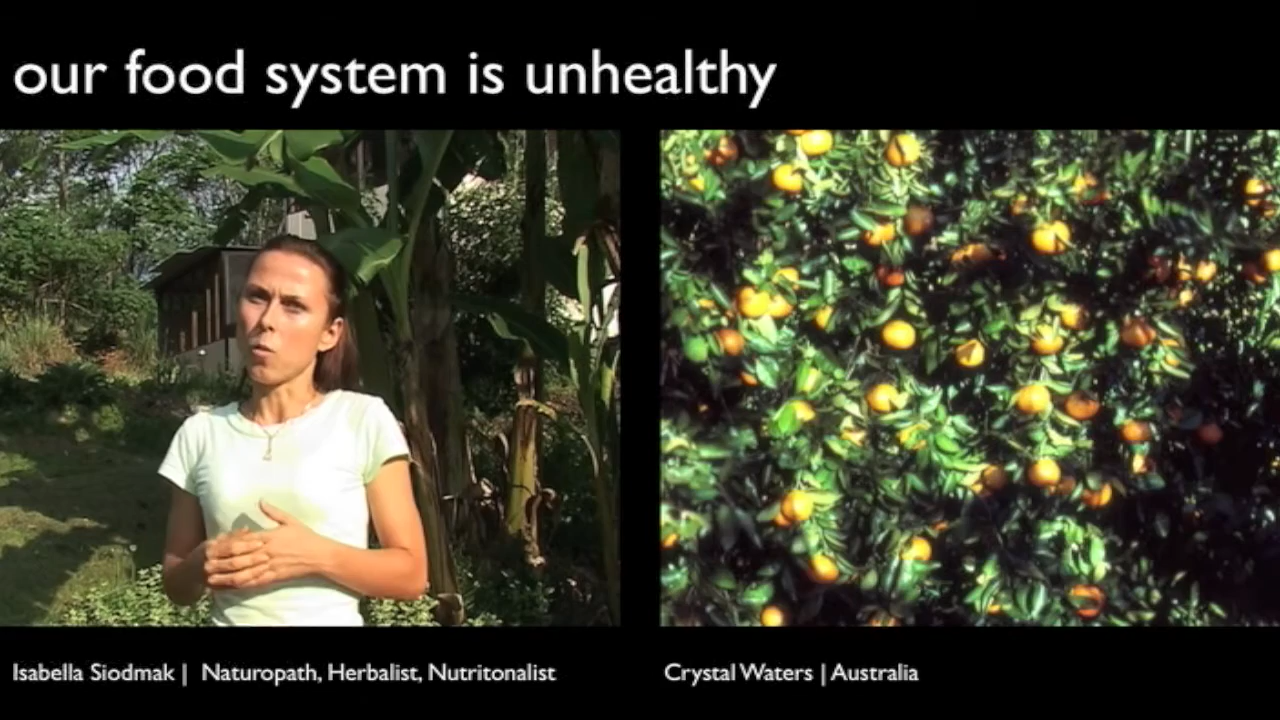 our food system is unhealthy
Isabella Siodmak | Naturopath, Herbalist, Nutritonalist
Crystal Waters | Australia